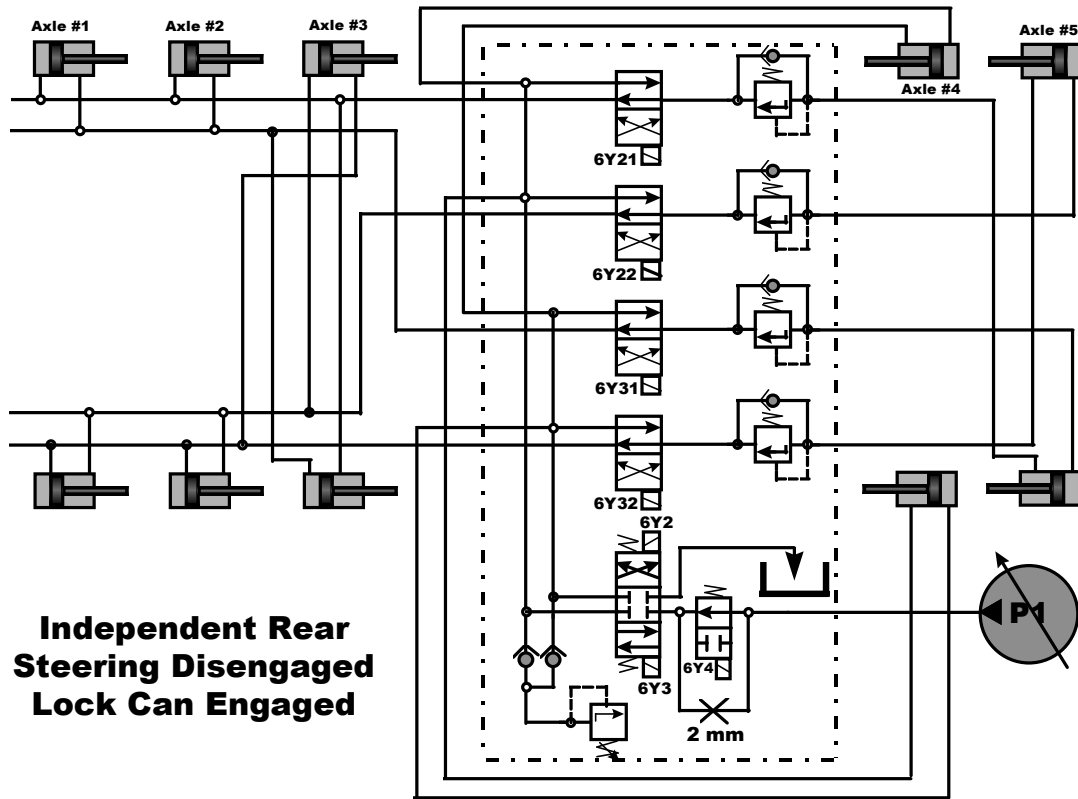 Axle #1
Axle #2
Axle #3
Axle #5
Axle #4
6Y21
6Y22
6Y31
6Y32
6Y2
P1
6Y4
6Y3
2 mm
Independent Rear
Steering Disengaged
Lock Can Engaged